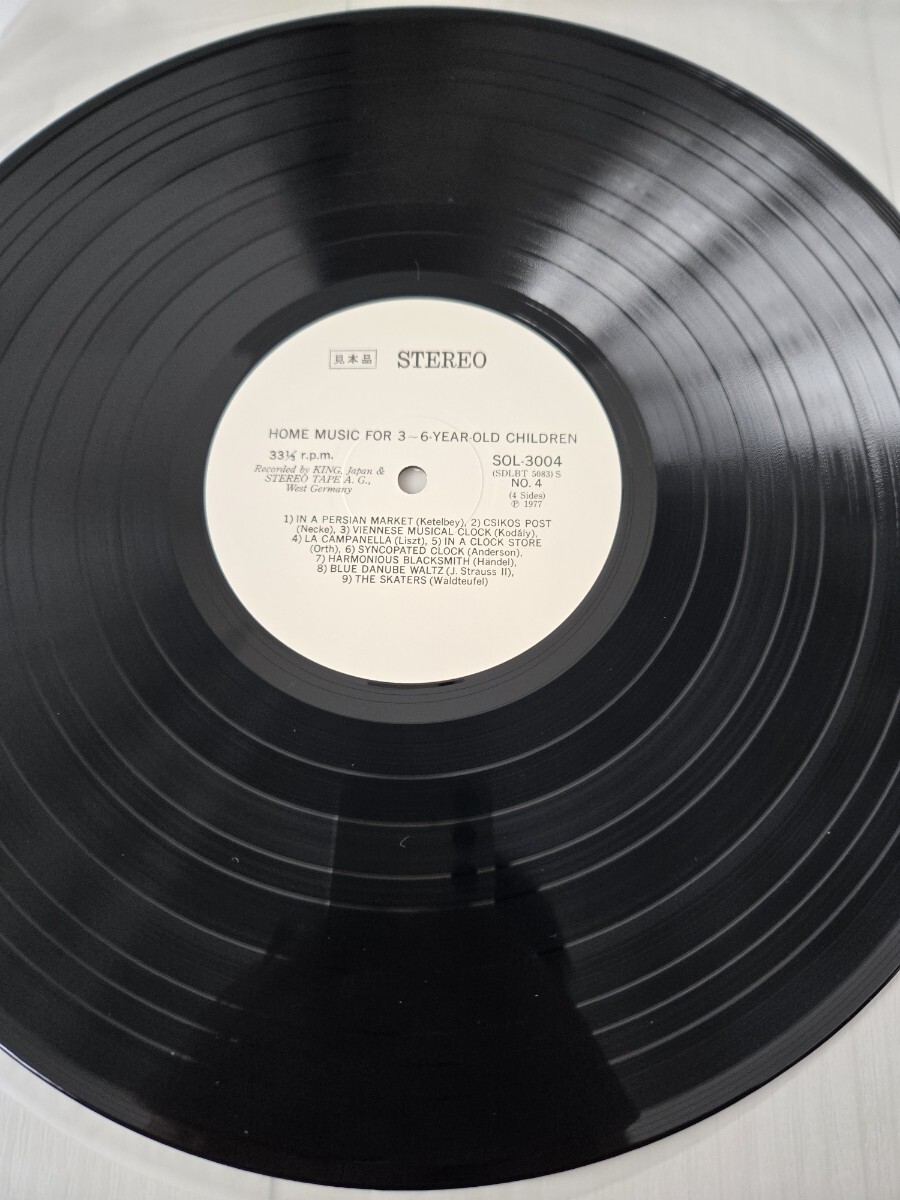 見本品 STEREO
HOME MUSIC FOR 3~6-YEAR-OLD CHILDREN
33⅓ r.p.m.
Recorded by KING, Japan &
STEREO TAPE A. G.,
West Germany
SOL-3004
(SDLBT 5083) S
NO. 4
(4 Sides)
℗ 1977
1) IN A PERSIAN MARKET (Ketelbey), 2) CSIKOS POST
(Necke), 3) VIENNESE MUSICAL CLOCK (Kodály),
4) LA CAMPANELLA (Liszt), 5) IN A CLOCK STORE
(Orth), 6) SYNCOPATED CLOCK (Anderson),
7) HARMONIOUS BLACKSMITH (Handel),
8) BLUE DANUBE WALTZ (J. Strauss II),
9) THE SKATERS (Waldteufel)